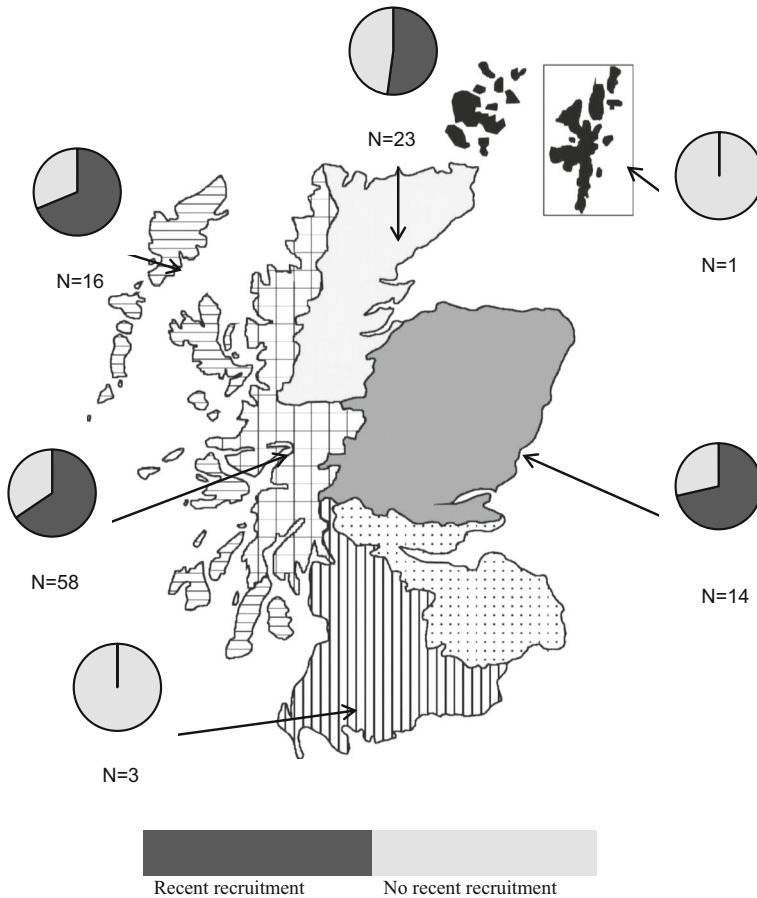 N=23
N=1
N=16
N=58
N=14
N=3
Recent recruitment
No recent recruitment